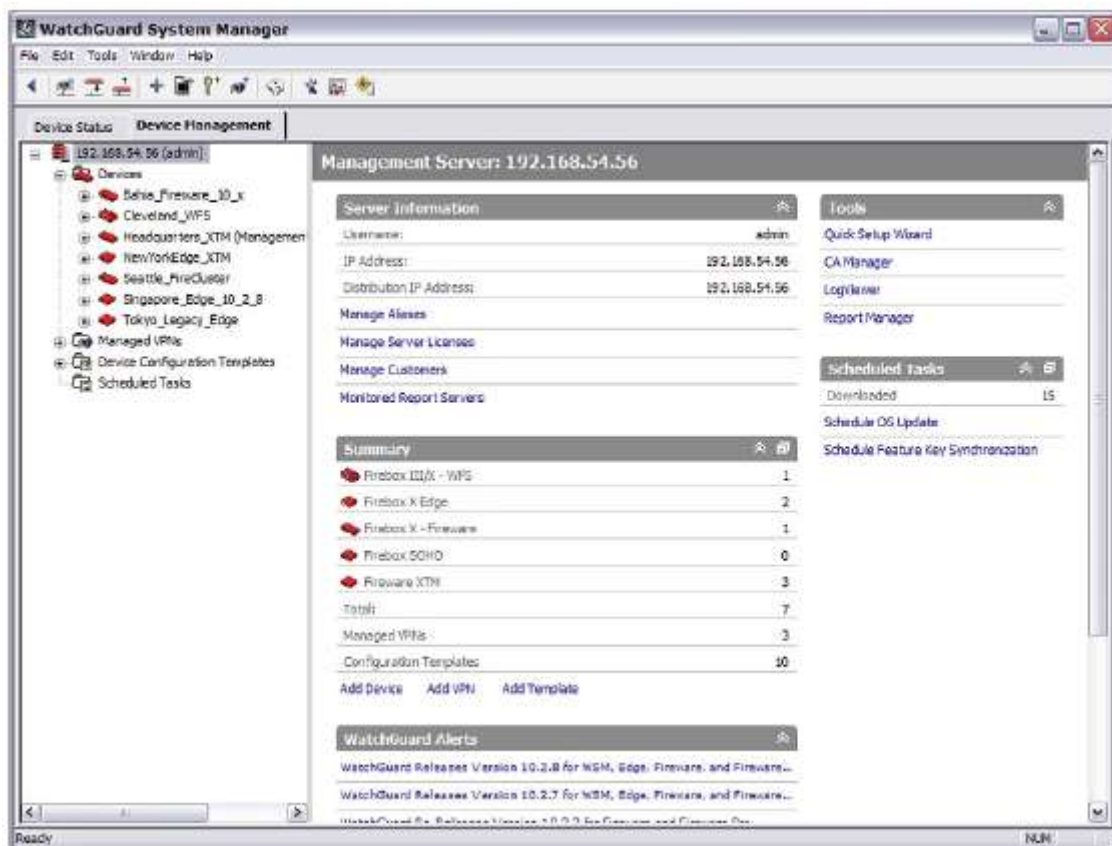 WatchGuard System Manager
File Edit Tools Window Help
Device Status Device Management
192.168.54.56 (admin)
Devices
Bahia_Fireware_10_x
Cleveland_WFS
Headquarters_XTM (Managemen
NewYorkEdge_XTM
Seattle_FireCluster
Singapore_Edge_10_2_8
Tokyo_Legacy_Edge
Managed VPNs
Device Configuration Templates
Scheduled Tasks
Management Server: 192.168.54.56
Server Information
Username: admin
IP Address: 192.168.54.56
Distribution IP Address: 192.168.54.56
Manage Aliases
Manage Server Licenses
Manage Customers
Monitored Report Servers
Summary
Firebox III/X - WFS 1
Firebox X Edge 2
Firebox X - Fireware 1
Firebox SOHO 0
Fireware XTM 3
Total: 7
Managed VPNs 3
Configuration Templates 10
Add Device Add VPN Add Template
WatchGuard Alerts
WatchGuard Releases Version 10.2.8 for WSM, Edge, Fireware, and Fireware...
WatchGuard Releases Version 10.2.7 for WSM, Edge, Fireware, and Fireware...
Tools
Quick Setup Wizard
CA Manager
LogViewer
Report Manager
Scheduled Tasks
Downloaded 15
Schedule OS Update
Schedule Feature Key Synchronization
Ready NUM